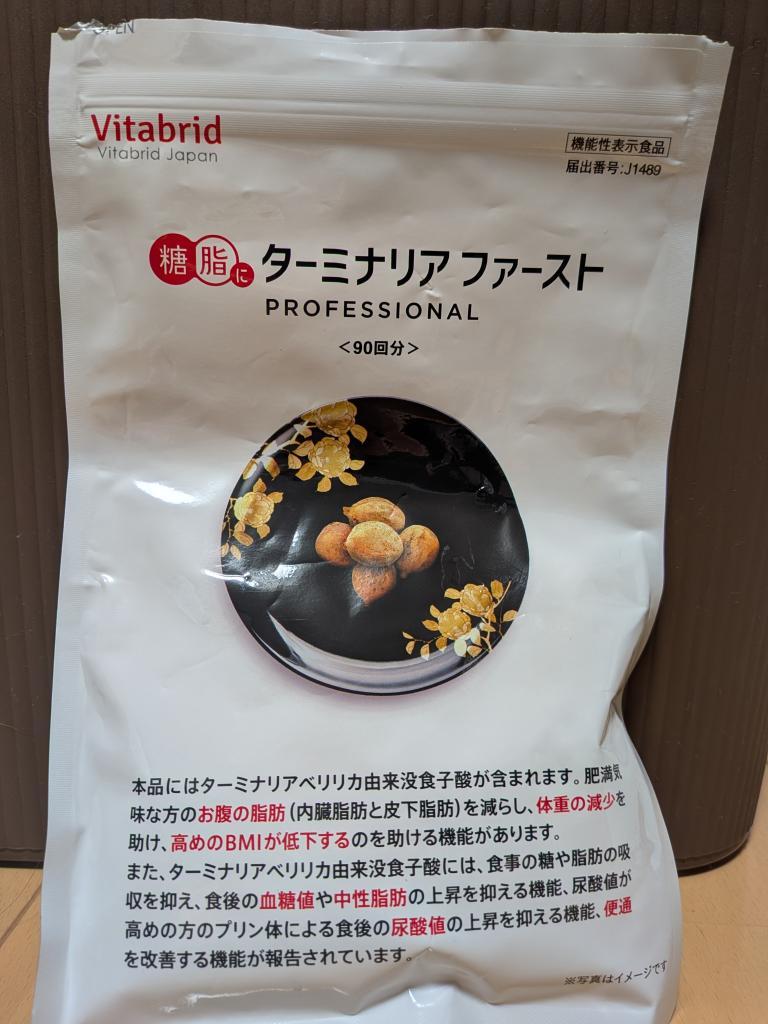 OPEN
Vitabrid
Vitabrid Japan
機能性表示食品
届出番号:J1489
糖脂に ターミナリア ファースト
PROFESSIONAL
<90回分>
本品にはターミナリアベリリカ由来没食子酸が含まれます。肥満気
味な方のお腹の脂肪(内臓脂肪と皮下脂肪)を減らし、体重の減少を
助け、高めのBMIが低下するのを助ける機能があります。
また、ターミナリアベリリカ由来没食子酸には、食事の糖や脂肪の吸
収を抑え、食後の血糖値や中性脂肪の上昇を抑える機能、尿酸値が
高めの方のプリン体による食後の尿酸値の上昇を抑える機能、便通
を改善する機能が報告されています。
※写真はイメージです